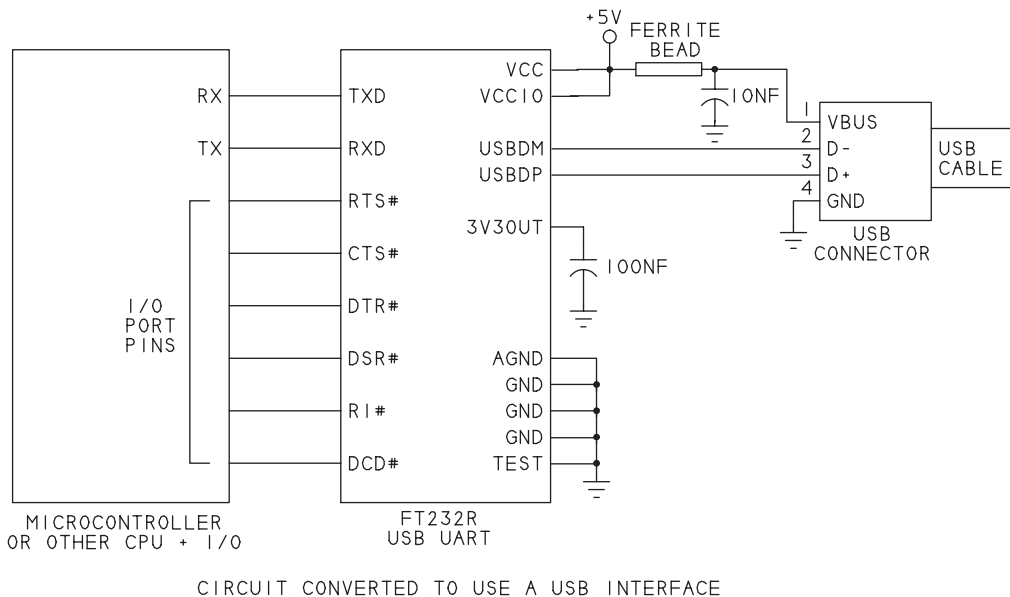 +5V
FERRITE
BEAD
VCC
RX
TXD
VCCIO
10NF
1
VBUS
TX
RXD
USBDM
2
D-
USB
CABLE
USBDP
3
D+
RTS#
4
GND
3V3OUT
USB
CONNECTOR
CTS#
100NF
I/O
PORT
PINS
DTR#
DSR#
AGND
GND
RI#
GND
GND
DCD#
TEST
MICROCONTROLLER
OR OTHER CPU + I/O
FT232R
USB UART
CIRCUIT CONVERTED TO USE A USB INTERFACE